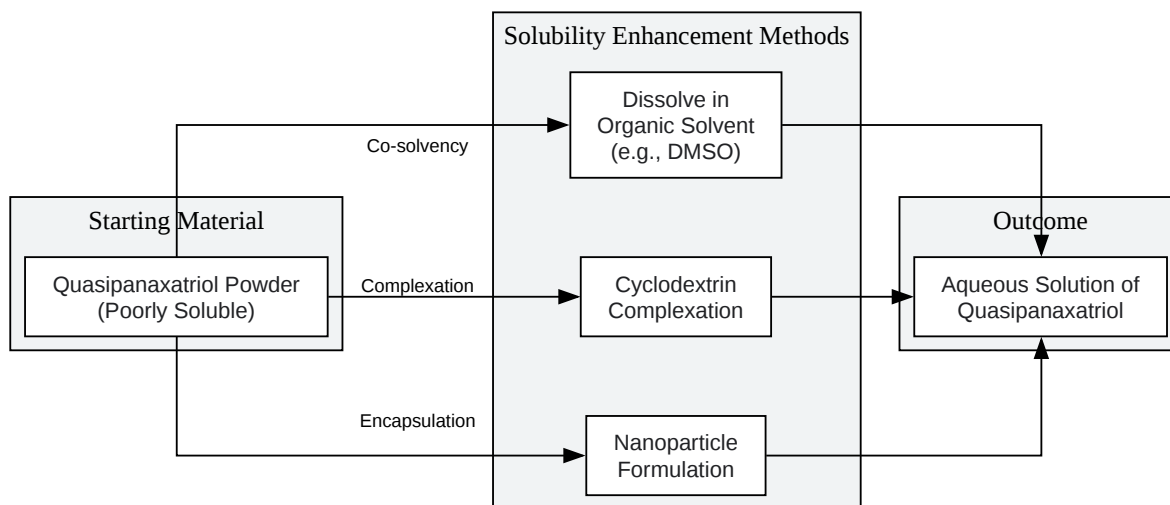 Solubility Enhancement Methods
Dissolve in
Organic Solvent
(e.g., DMSO)
Co-solvency
Starting Material
Outcome
Quasipanaxatriol Powder
(Poorly Soluble)
Complexation
Cyclodextrin
Complexation
Aqueous Solution of
Quasipanaxatriol
Encapsulation
Nanoparticle
Formulation